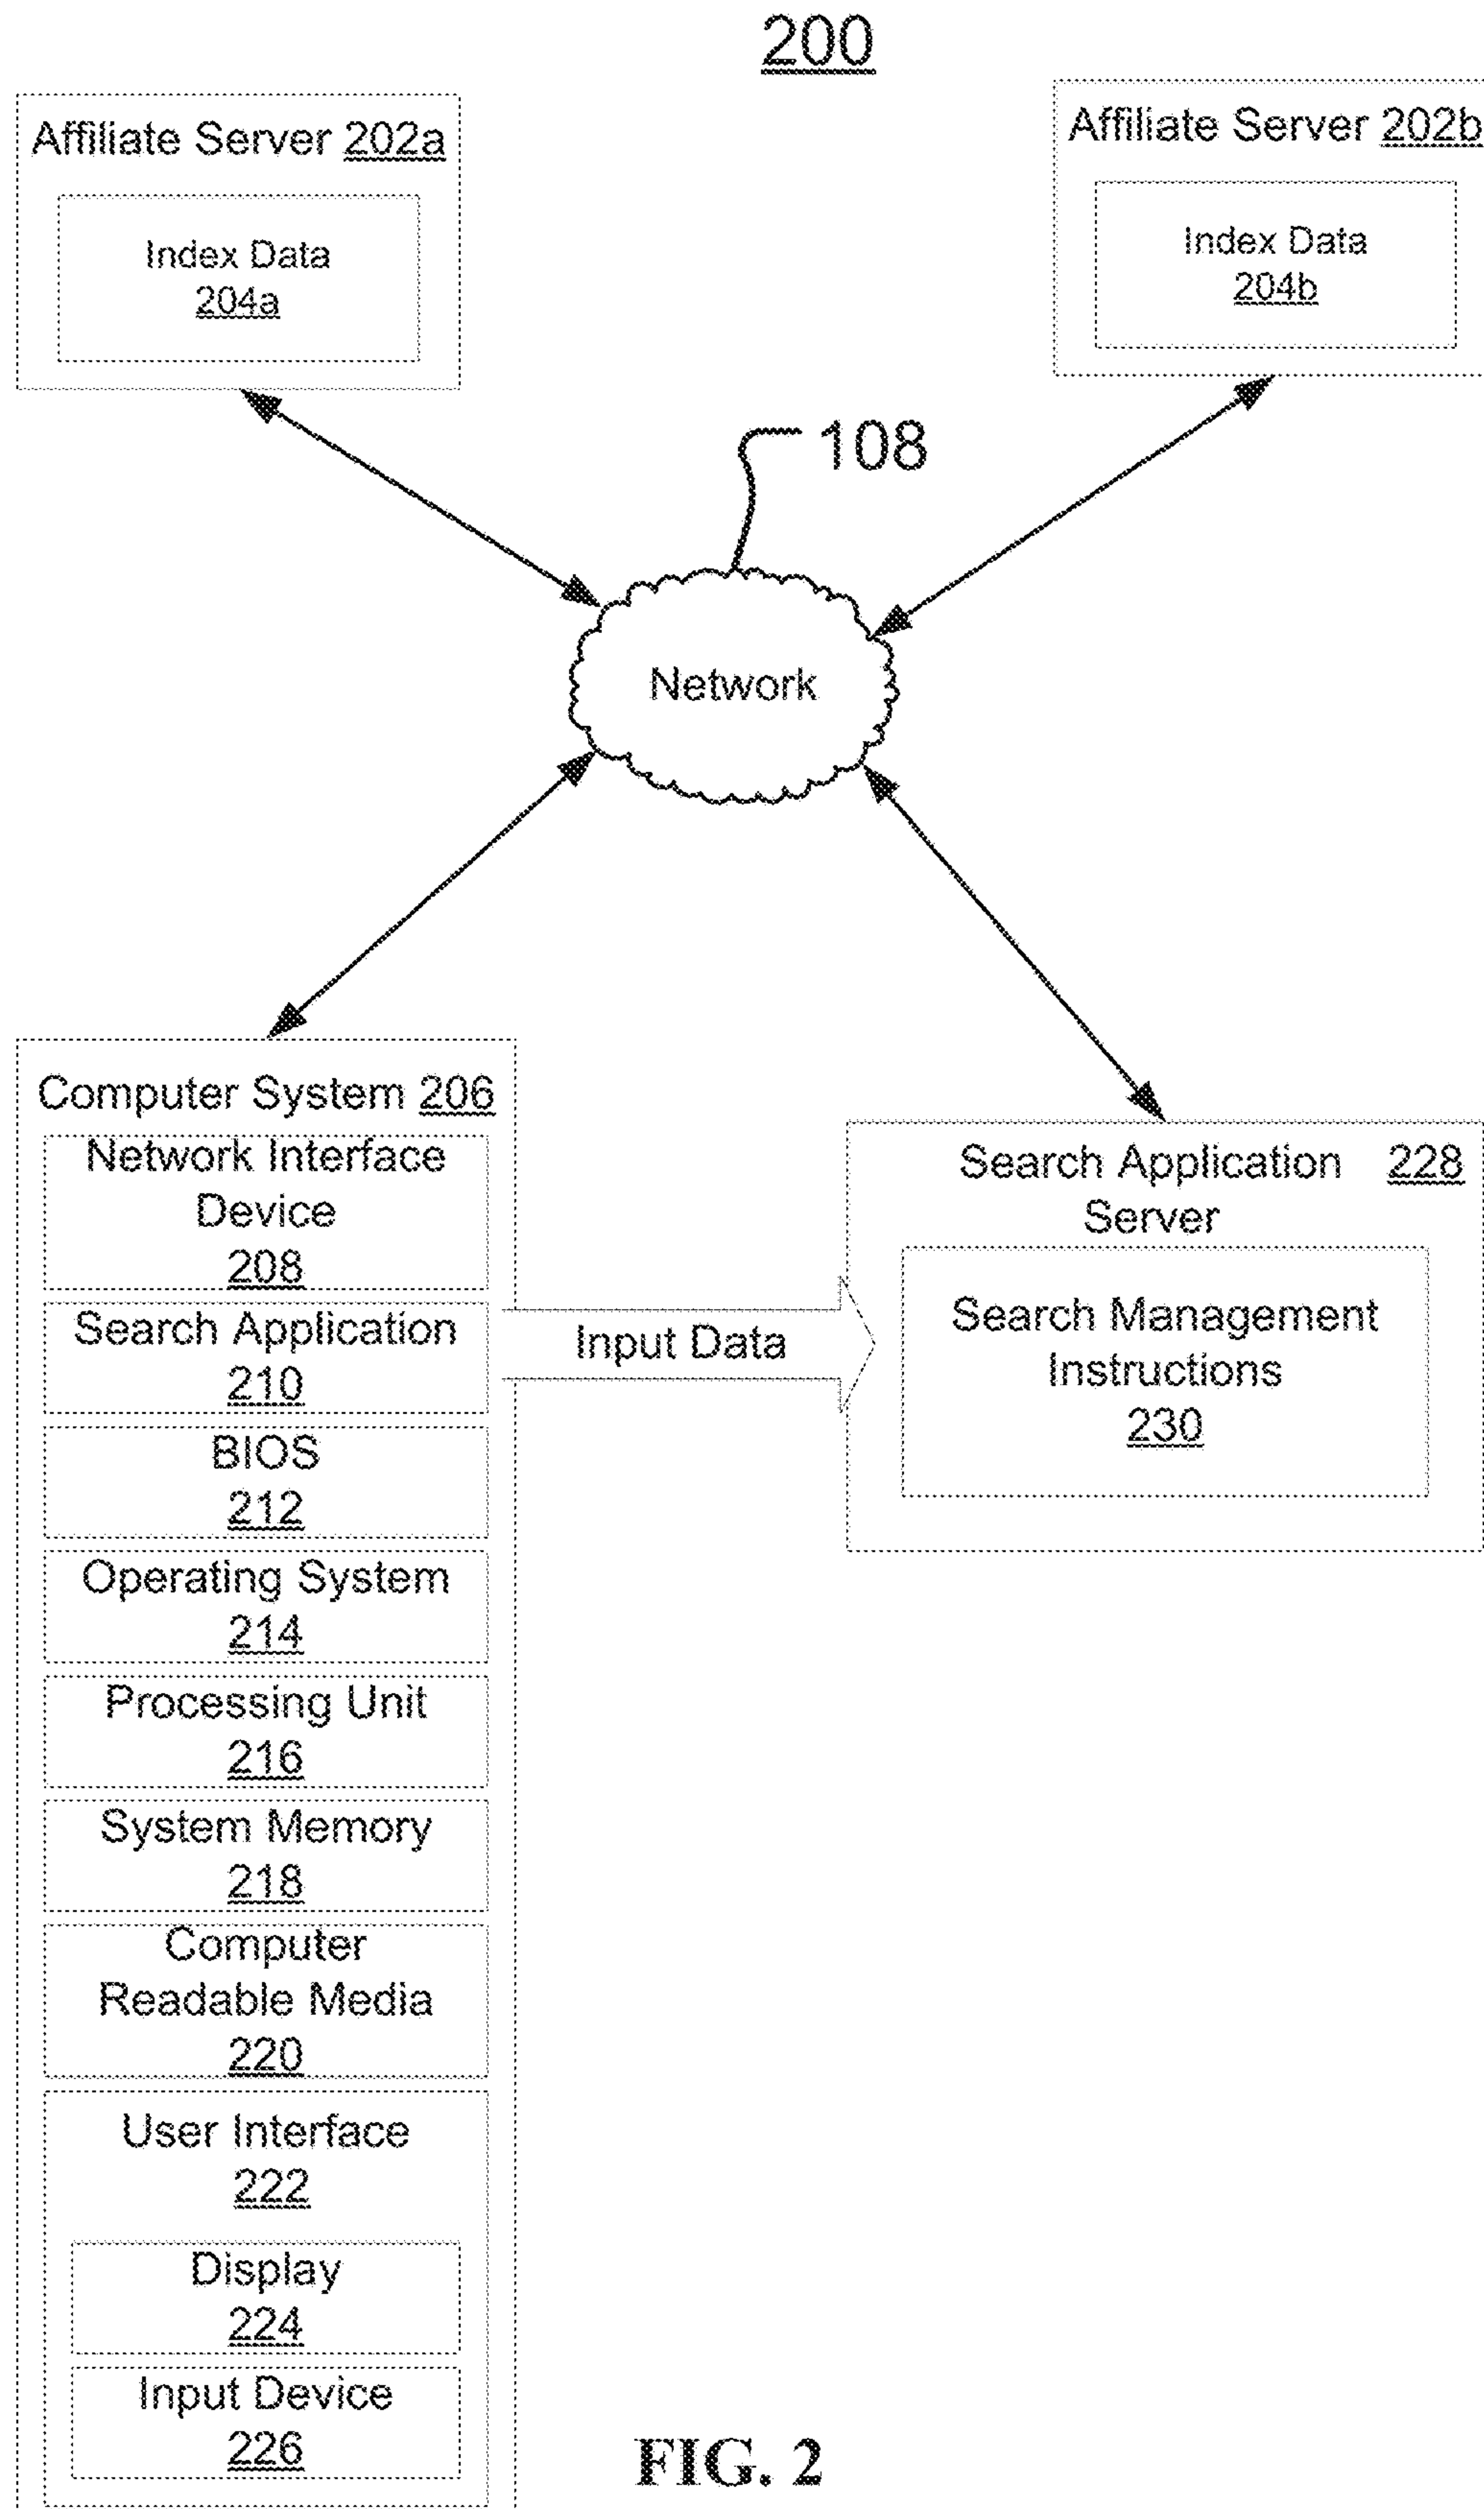 200
Affiliate Server 202a
Index Data
204a
Affiliate Server 202b
Index Data
204b
108
Network
Computer System 206
Network Interface
Device
208
Search Application
210
BIOS
212
Operating System
214
Processing Unit
216
System Memory
218
Computer
Readable Media
220
User Interface
222
Display
224
Input Device
226
Input Data
Search Application 228
Server
Search Management
Instructions
230
FIG. 2